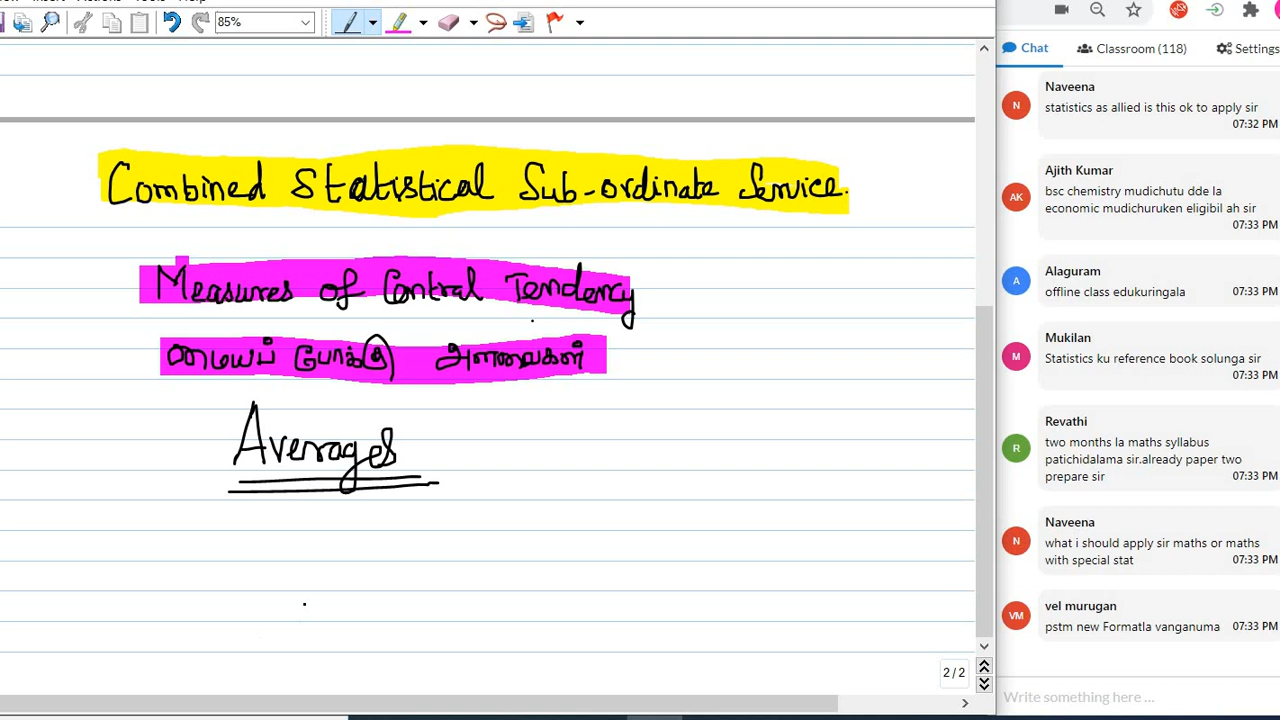 85%
Chat
Classroom (118)
Settings
Combined Statistical Sub-ordinate Service.
Measures of Central Tendency
மையப் போக்கு அளவைகள்
Averages
2 / 2
N
Naveena
statistics as allied is this ok to apply sir
07:32 PM
AK
Ajith Kumar
bsc chemistry mudichutu dde la
economic mudichuruken eligibil ah sir
07:33 PM
A
Alaguram
offline class edukuringala
07:33 PM
M
Mukilan
Statistics ku reference book solunga sir
07:33 PM
R
Revathi
two months la maths syllabus
patichidalama sir.already paper two
prepare sir
07:33 PM
N
Naveena
what i should apply sir maths or maths
with special stat
07:33 PM
VM
vel murugan
pstm new Formatla vanganuma
07:33 PM
Write something here ...